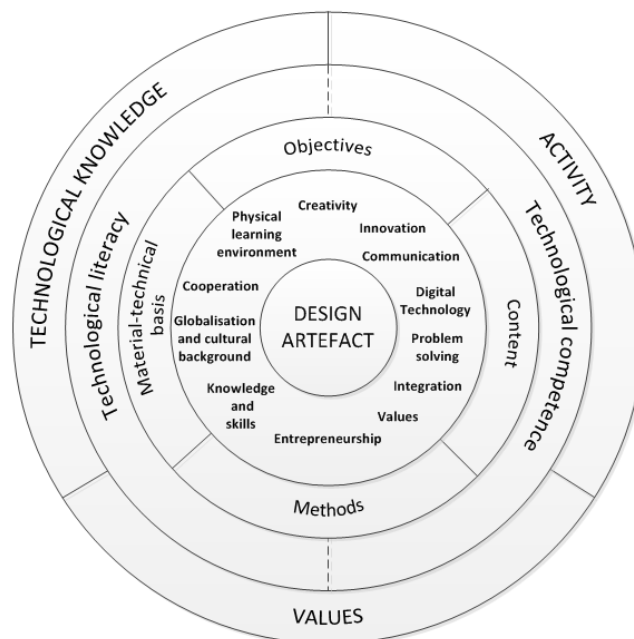 TECHNOLOGICAL KNOWLEDGE
ACTIVITY
VALUES
Technological literacy
Technological competence
Objectives
Content
Methods
Material-technical
basis
Creativity
Innovation
Communication
Digital
Technology
Problem
solving
Integration
Values
Entrepreneurship
Knowledge
and
skills
Globalisation
and cultural
background
Cooperation
Physical
learning
environment
DESIGN
ARTEFACT